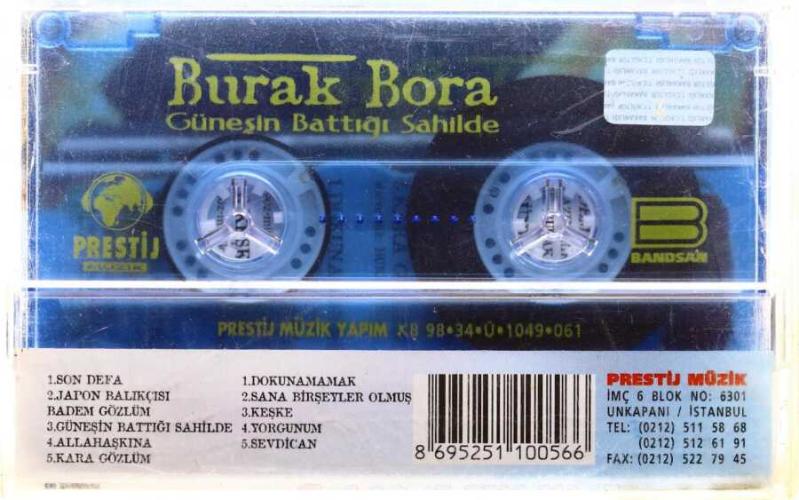 Burak Bora
Güneşin Battığı Sahilde
PRESTİJ
MÜZİK
BANDSAN
PRESTİJ MÜZİK YAPIM KB 98•34•Ü•1049•061
1.SON DEFA
2.JAPON BALIKÇISI
BADEM GÖZLÜM
3.GÜNEŞİN BATTIĞI SAHİLDE
4.ALLAHAŞKINA
5.KARA GÖZLÜM
1.DOKUNAMAMAK
2.SANA BİRŞEYLER OLMUŞ
3.KEŞKE
4.YORGUNUM
5.SEVDİCAN
8 695251 100566
PRESTİJ MÜZİK
İMÇ 6 BLOK NO: 6301
UNKAPANI / İSTANBUL
TEL: (0212) 511 58 68
(0212) 512 61 91
FAX: (0212) 522 79 45